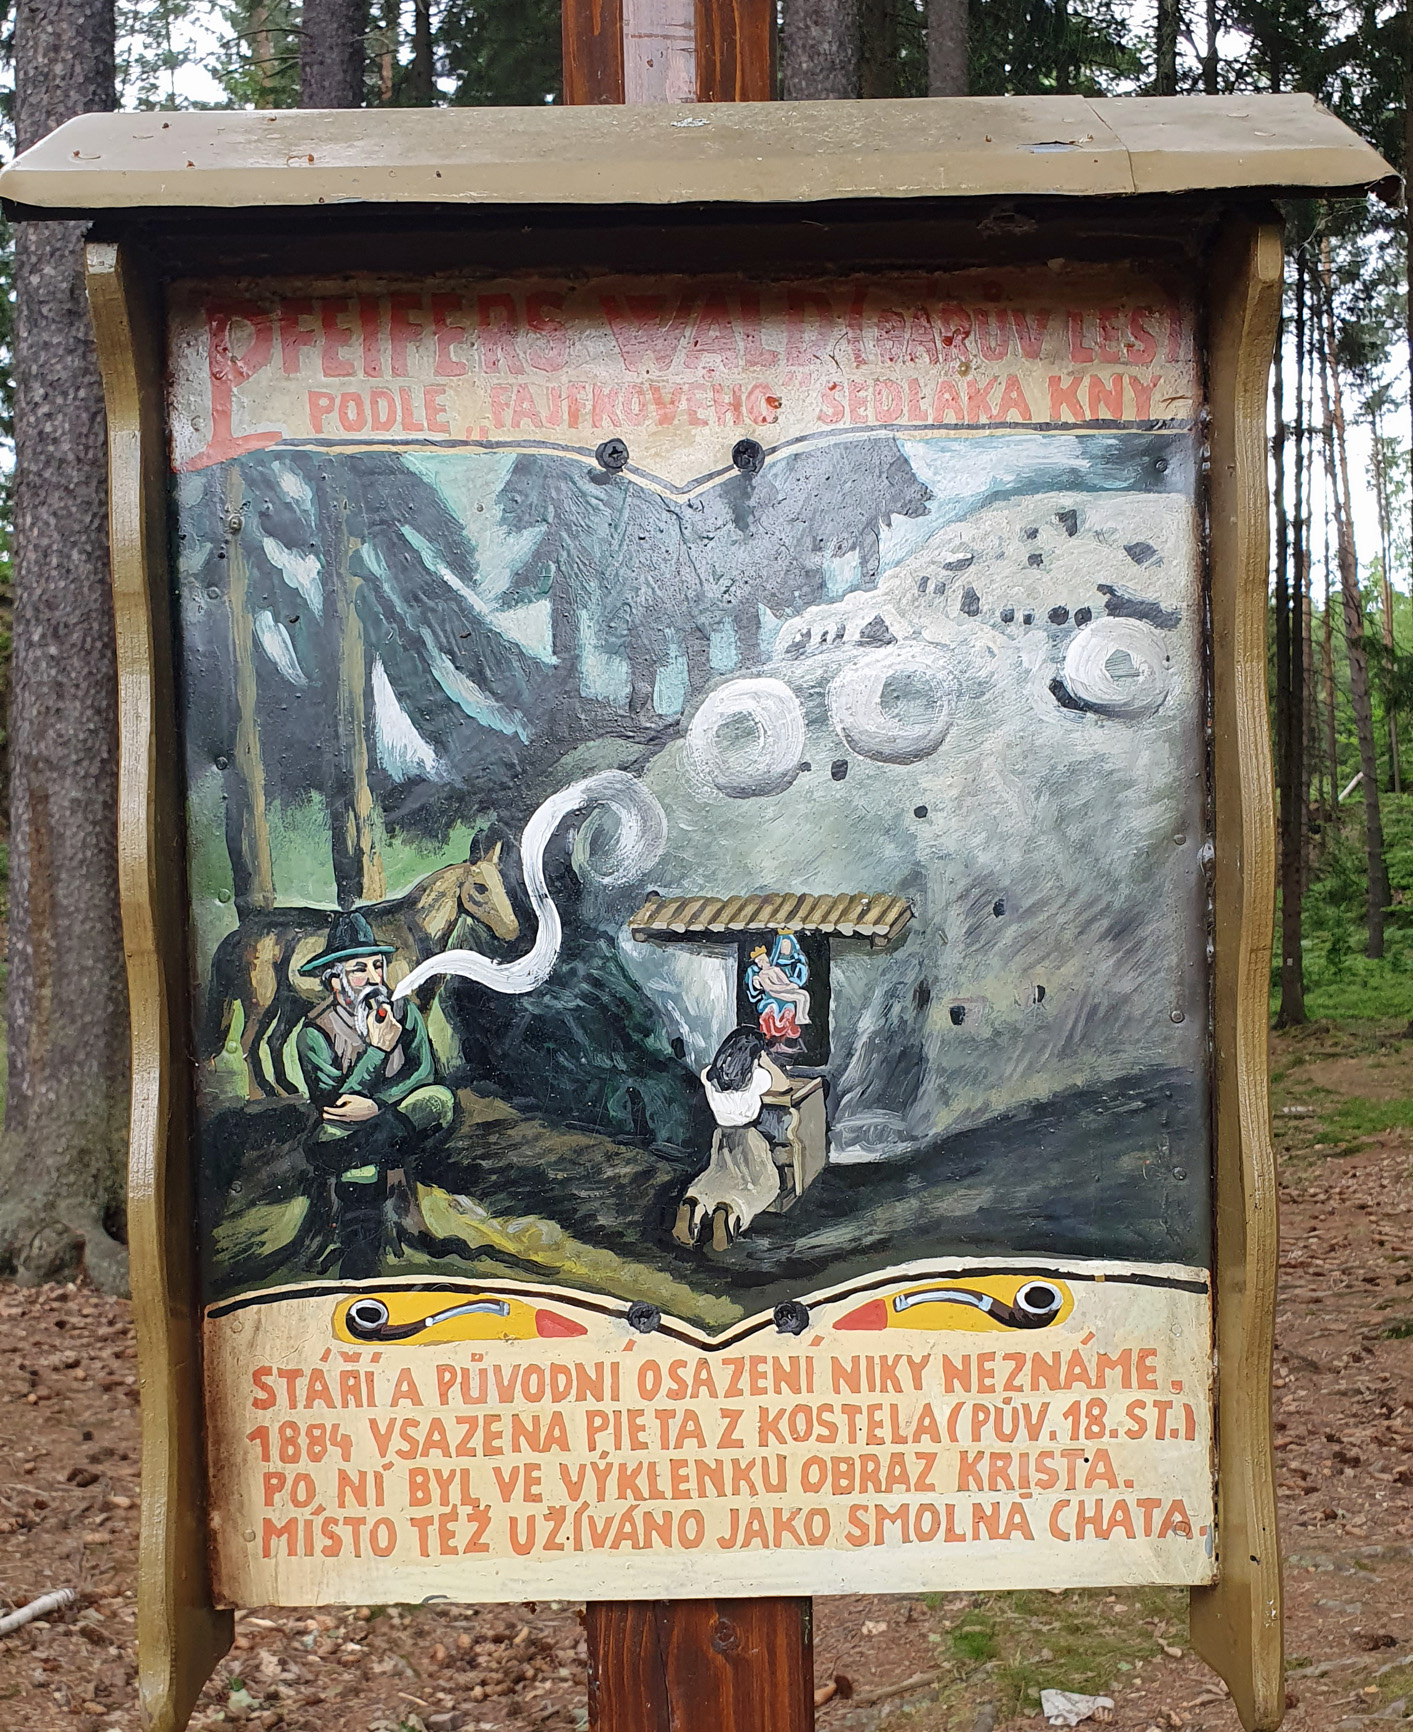 PFEIFERS WALD (FAJFARŮV LES)
PODLE „FAJFKOVÉHO“ SEDLÁKA KNY
STÁŘÍ A PŮVODNÍ OSAZENÍ NIKY NEZNÁME.
1884 VSAZENA PIETA Z KOSTELA (PŮV. 18. ST.)
PO NÍ BYL VE VÝKLENKU OBRAZ KRISTA.
MÍSTO TÉŽ UŽÍVÁNO JAKO SMOLNÁ CHATA.